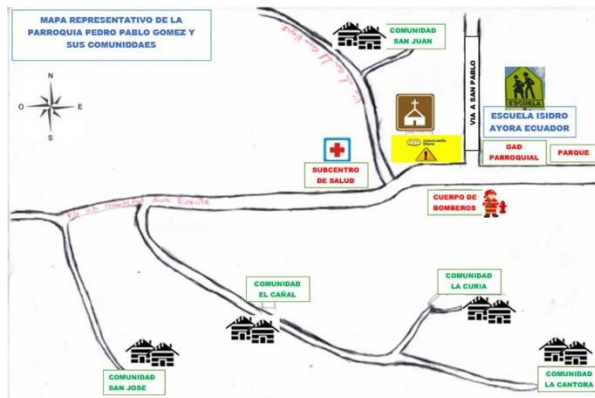 MAPA REPRESENTATIVO DE LA
PARROQUIA PEDRO PABLO GOMEZ Y
SUS COMUNIDDAES
COMUNIDAD
SAN JUAN
N
O
E
S
VIA A SAN PABLO
ESCUELA
ESCUELA ISIDRO
AYORA ECUADOR
GAD
PARROQUIAL
PARQUE
SUBCENTRO
DE SALUD
CUERPO DE
BOMBEROS
COMUNIDAD
EL CAÑAL
COMUNIDAD
LA CURIA
COMUNIDAD
SAN JOSE
COMUNIDAD
LA CANTORA